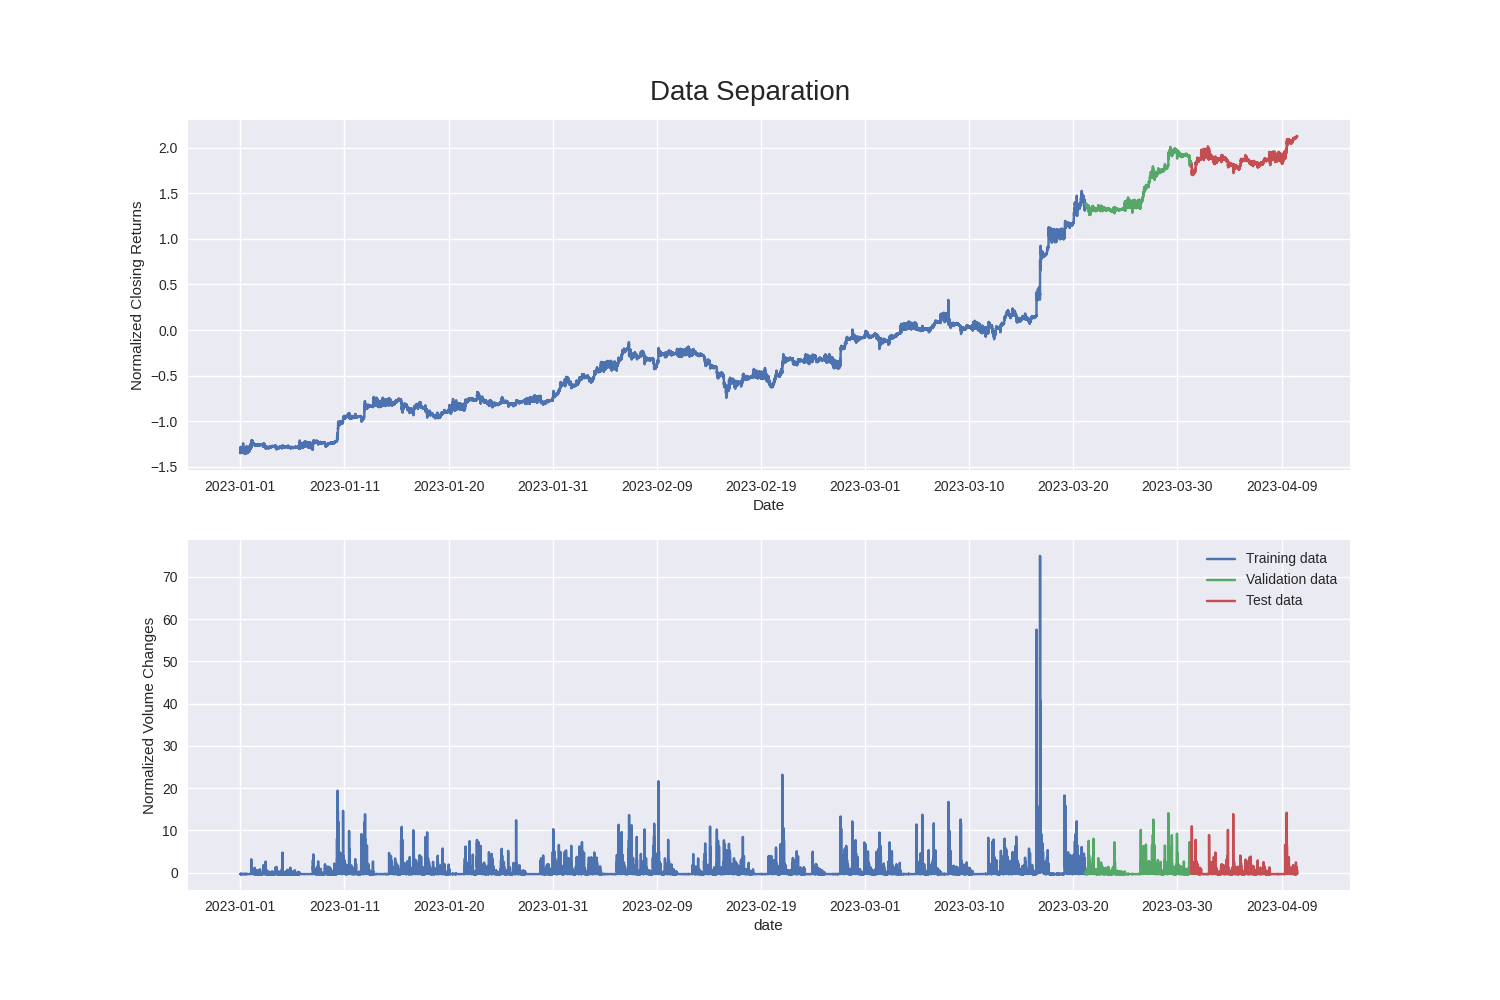 Data Separation
Normalized Closing Returns
2.0
1.5
1.0
0.5
0.0
−0.5
−1.0
−1.5
2023-01-01 2023-01-11 2023-01-20 2023-01-31 2023-02-09 2023-02-19 2023-03-01 2023-03-10 2023-03-20 2023-03-30 2023-04-09
Date
Normalized Volume Changes
70
60
50
40
30
20
10
0
Training data
Validation data
Test data
2023-01-01 2023-01-11 2023-01-20 2023-01-31 2023-02-09 2023-02-19 2023-03-01 2023-03-10 2023-03-20 2023-03-30 2023-04-09
date